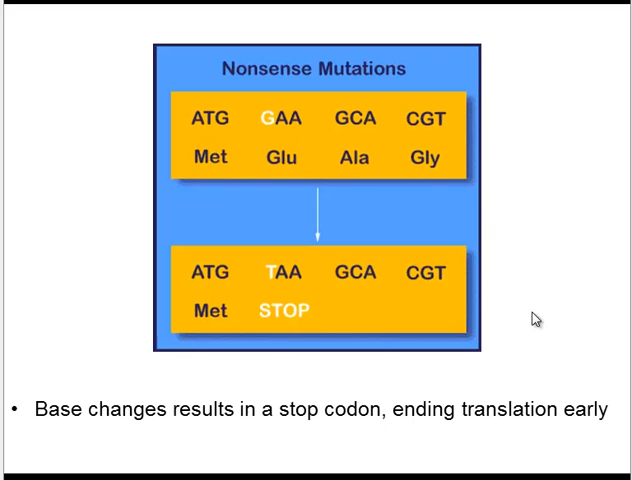 Nonsense Mutations
ATG GAA GCA CGT
Met Glu Ala Gly
ATG TAA GCA CGT
Met STOP
• Base changes results in a stop codon, ending translation early